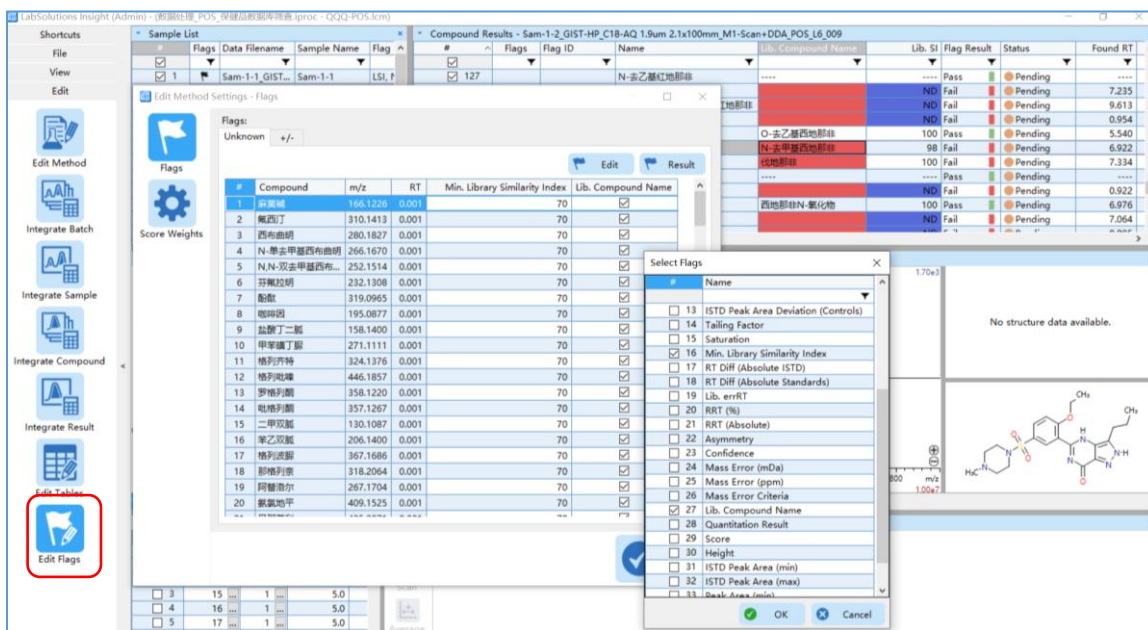 LabSolutions Insight (Admin) - (数据处理_POS_保健品数据库筛查.iproc - QQQ-POS.lcm)
Shortcuts
File
View
Edit
Edit Method
Integrate Batch
Integrate Sample
Integrate Compound
Integrate Result
Edit Tables
Edit Flags
Sample List
# Flags Data Filename Sample Name Flag
1 Sam-1-1_GIST... Sam-1-1 LSI, F
Compound Results - Sam-1-2_GIST-HP_C18-AQ 1.9um 2.1x100mm_M1-Scan+DDA_POS_L6_009
# Flags Flag ID Name Lib. Compound Name Lib. SI Flag Result Status Found RT
127 N-去乙基红地那非 ---- ---- Pass Pending ----
ND Fail Pending 7.235
ND Fail Pending 9.613
ND Fail Pending 0.954
O-去乙基西地那非 100 Pass Pending 5.540
N-去甲基西地那非 98 Fail Pending 6.922
伐地那非 100 Fail Pending 7.334
---- ---- Pass Pending ----
ND Fail Pending 0.922
西地那非N-氧化物 100 Pass Pending 6.976
ND Fail Pending 7.064
Edit Method Settings - Flags
Flags
Score Weights
Flags:
Unknown +/-
Edit Result
# Compound m/z RT Min. Library Similarity Index Lib. Compound Name
1 麻黄碱 166.1226 0.001 70
2 氟西汀 310.1413 0.001 70
3 西布曲明 280.1827 0.001 70
4 N-单去甲基西布曲明 266.1670 0.001 70
5 N,N-双去甲基西布... 252.1514 0.001 70
6 芬氟拉明 232.1308 0.001 70
7 酚酞 319.0965 0.001 70
8 咖啡因 195.0877 0.001 70
9 盐酸丁二胍 158.1400 0.001 70
10 甲苯磺丁脲 271.1111 0.001 70
11 格列齐特 324.1376 0.001 70
12 格列吡嗪 446.1857 0.001 70
13 罗格列酮 358.1220 0.001 70
14 吡格列酮 357.1267 0.001 70
15 二甲双胍 130.1087 0.001 70
16 苯乙双胍 206.1400 0.001 70
17 格列波脲 367.1686 0.001 70
18 那格列奈 318.2064 0.001 70
19 阿替洛尔 267.1704 0.001 70
20 氨氯地平 409.1525 0.001 70
Select Flags
# Name
13 ISTD Peak Area Deviation (Controls)
14 Tailing Factor
15 Saturation
16 Min. Library Similarity Index
17 RT Diff (Absolute ISTD)
18 RT Diff (Absolute Standards)
19 Lib. errRT
20 RRT (%)
21 RRT (Absolute)
22 Asymmetry
23 Confidence
24 Mass Error (mDa)
25 Mass Error (ppm)
26 Mass Error Criteria
27 Lib. Compound Name
28 Quantitation Result
29 Score
30 Height
31 ISTD Peak Area (min)
32 ISTD Peak Area (max)
33 Peak Area (min)
OK Cancel
1.70e3
No structure data available.
800 m/z
1.00e7
3 15 ... 1 ... 5.0
4 16 ... 1 ... 5.0
5 17 ... 1 ... 5.0